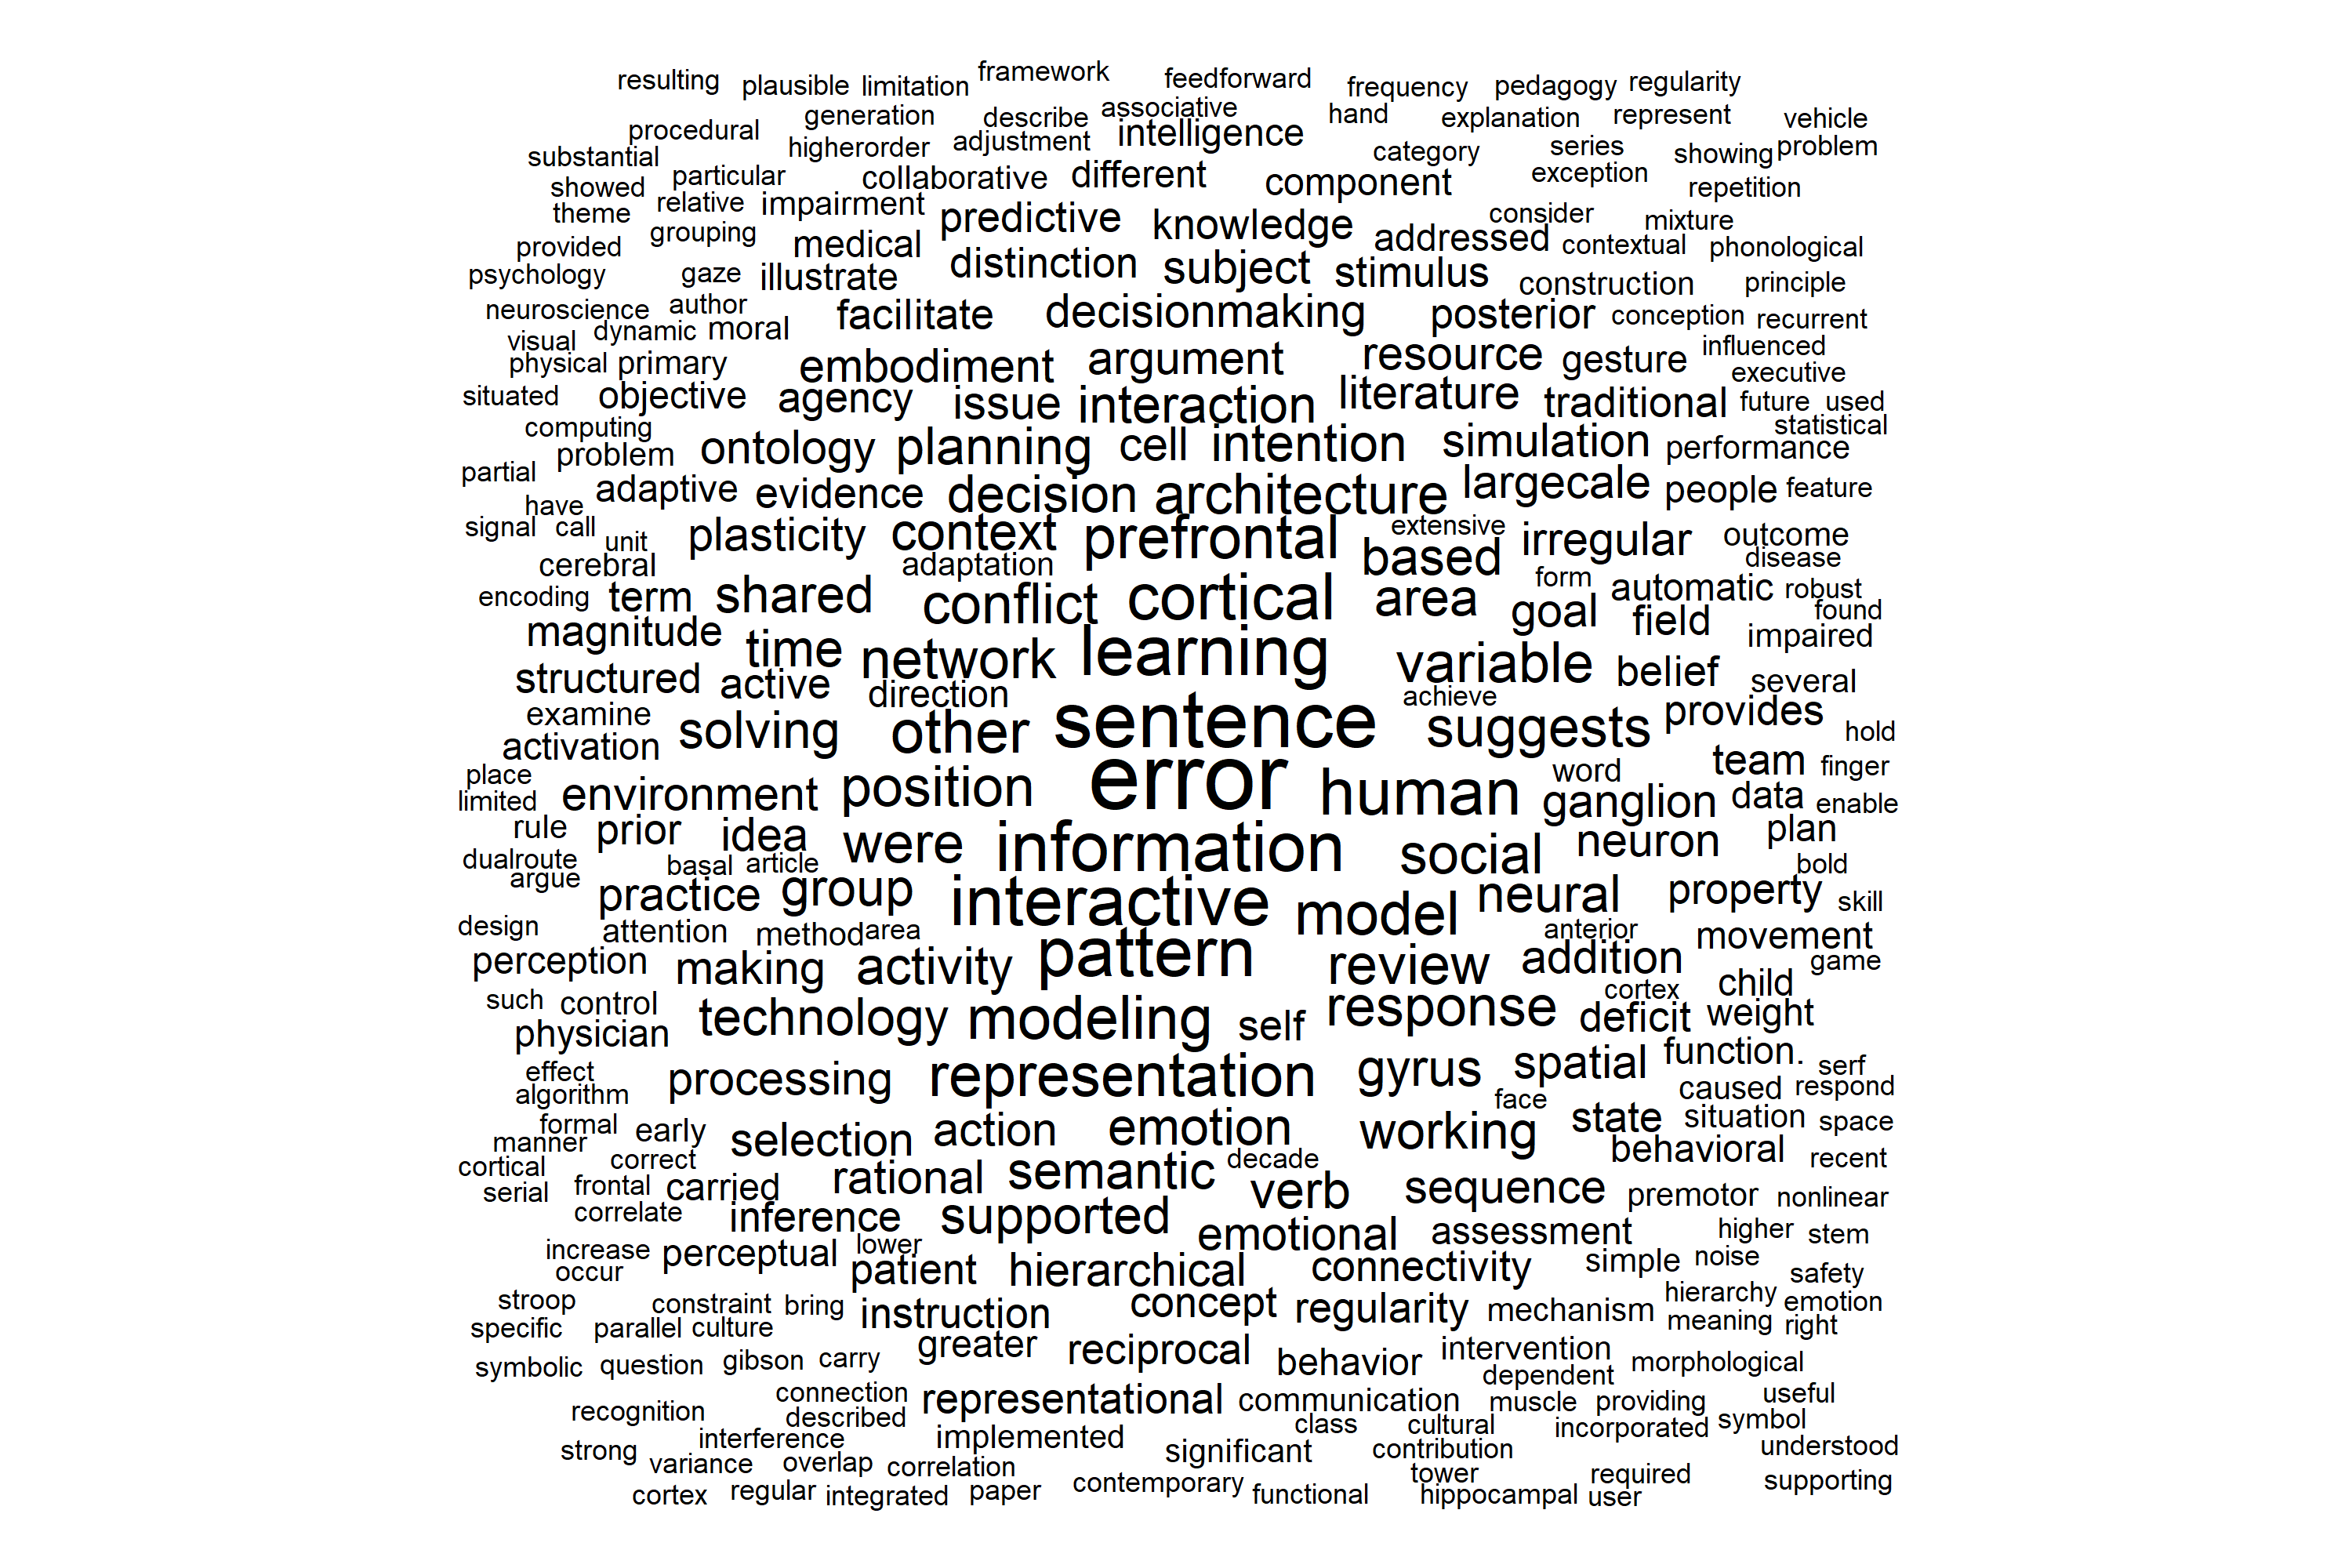 resulting plausible limitation framework feedforward frequency pedagogy regularity
procedural generation describe associative hand explanation represent vehicle
substantial higherorder adjustment intelligence category series showing problem
showed particular collaborative different component exception repetition
theme relative impairment predictive knowledge consider mixture
provided grouping medical distinction subject stimulus addressed contextual phonological
psychology gaze illustrate construction principle
neuroscience author facilitate decisionmaking posterior conception recurrent
visual dynamic moral
physical primary embodiment argument resource gesture influenced
situated objective agency issue interaction literature traditional executive
future used
computing ontology planning cell intention simulation statistical
partial problem performance
have adaptive evidence decision architecture largecale people feature
signal call unit plasticity context prefrontal extensive based irregular outcome
cerebral adaptation disease
encoding term shared conflict cortical area form goal automatic robust
magnitude time network learning variable field found impaired
structured active direction belief several
examine solving other sentence achieve suggests provides hold
activation
place environment position error human word ganglion team finger
limited data enable
rule prior idea were information social neuron plan
dualroute basal article bold
argue practice group interactive model neural property skill
design attention method area pattern anterior movement
perception making activity review addition child game
such control technology modeling self response cortex deficit weight
physician
effect processing representation gyrus spatial function. serf
algorithm caused respond
formal early selection action emotion working face state situation space
manner
cortical correct rational semantic decade behavioral recent
serial frontal carried verb sequence premotor nonlinear
correlate inference supported emotional assessment higher stem
increase perceptual lower patient hierarchical connectivity simple noise
occur safety
stroop constraint bring instruction concept regularity mechanism hierarchy emotion
specific parallel culture meaning right
symbolic question gibson carry greater reciprocal behavior intervention morphological
connection representational communication dependent muscle providing useful
recognition described class cultural incorporated symbol
strong interference implemented significant contribution understood
variance overlap correlation tower required supporting
cortex regular integrated paper contemporary functional hippocampal user